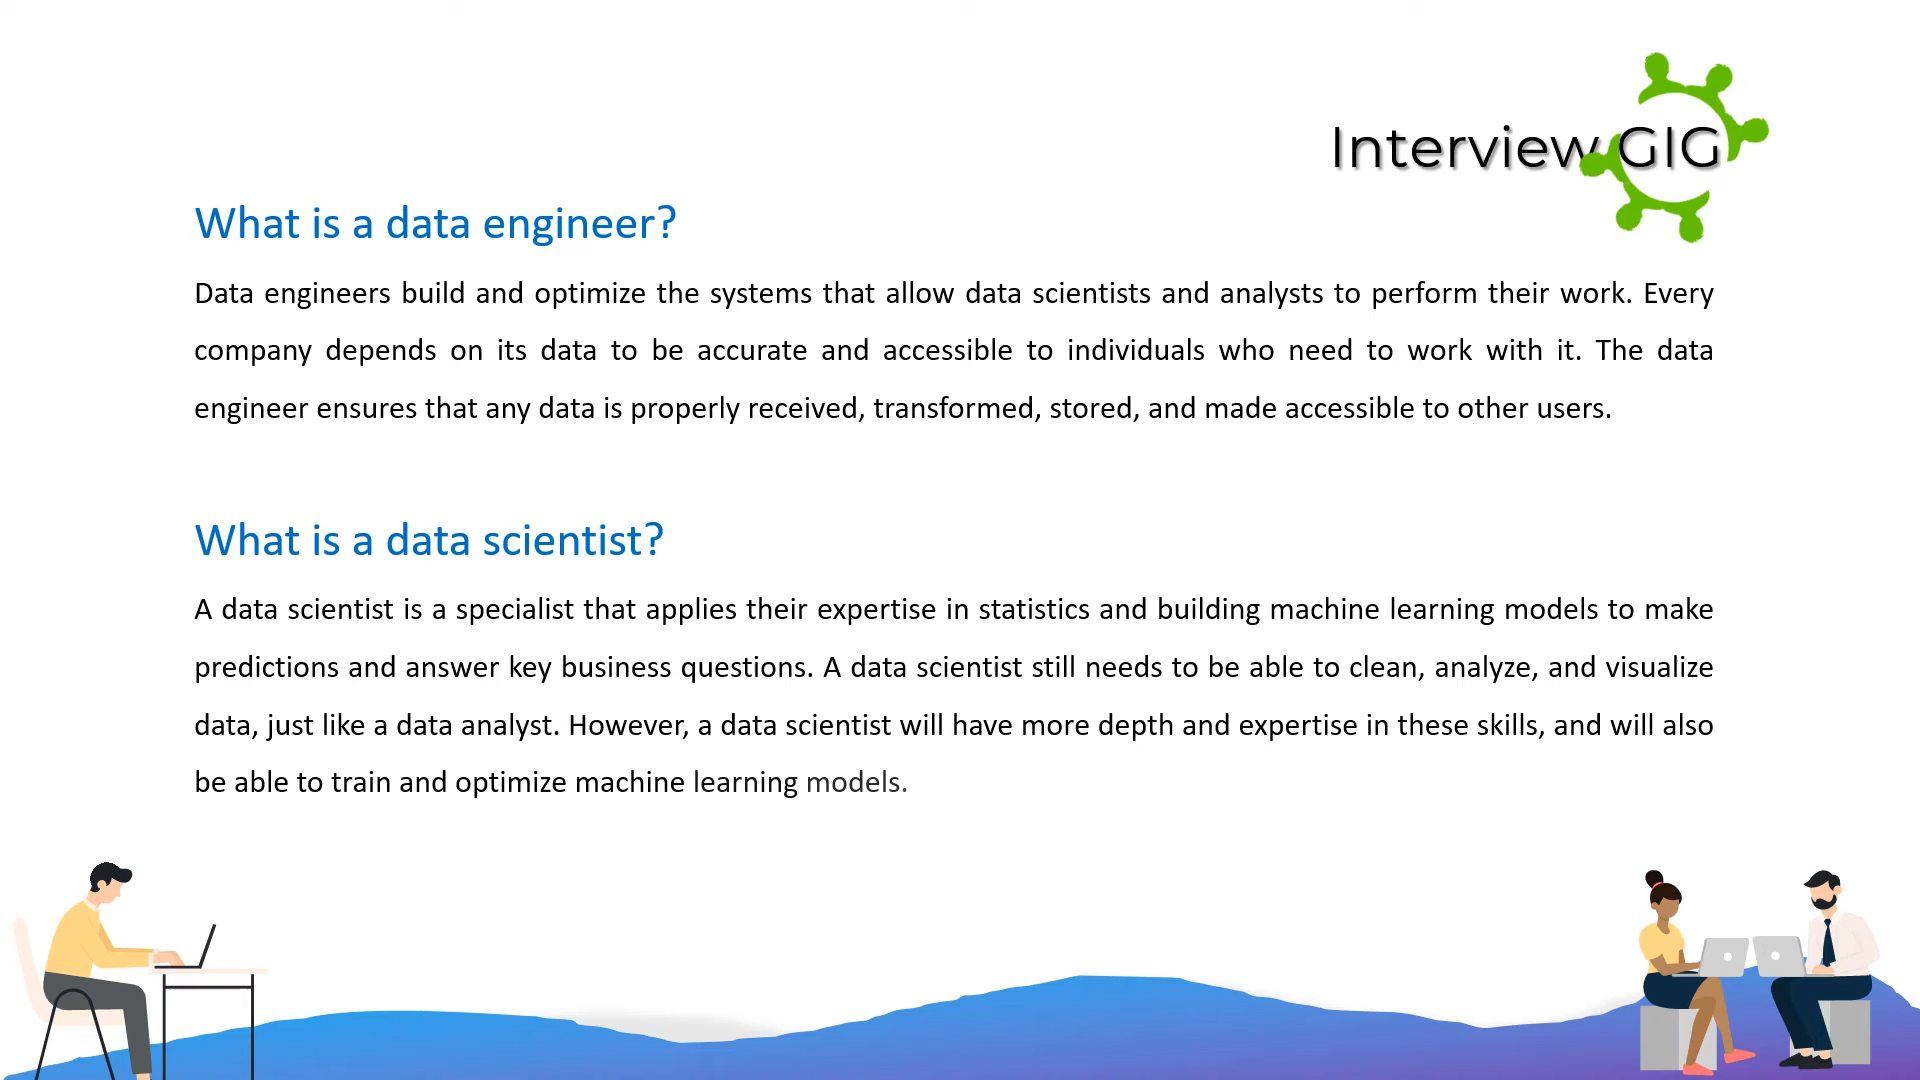 Interview GIG
What is a data engineer?
Data engineers build and optimize the systems that allow data scientists and analysts to perform their work. Every
company depends on its data to be accurate and accessible to individuals who need to work with it. The data
engineer ensures that any data is properly received, transformed, stored, and made accessible to other users.
What is a data scientist?
A data scientist is a specialist that applies their expertise in statistics and building machine learning models to make
predictions and answer key business questions. A data scientist still needs to be able to clean, analyze, and visualize
data, just like a data analyst. However, a data scientist will have more depth and expertise in these skills, and will also
be able to train and optimize machine learning models.